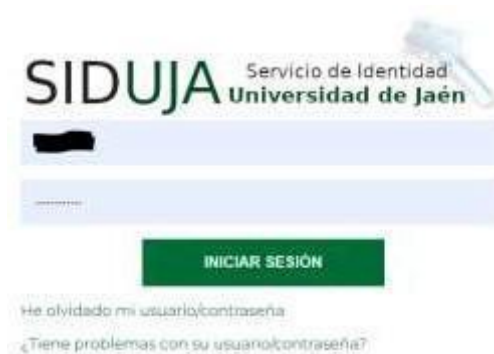 SIDUJA Servicio de Identidad
Universidad de Jaén
INICIAR SESIÓN
He olvidado mi usuario/contraseña
¿Tiene problemas con su usuario/contraseña?